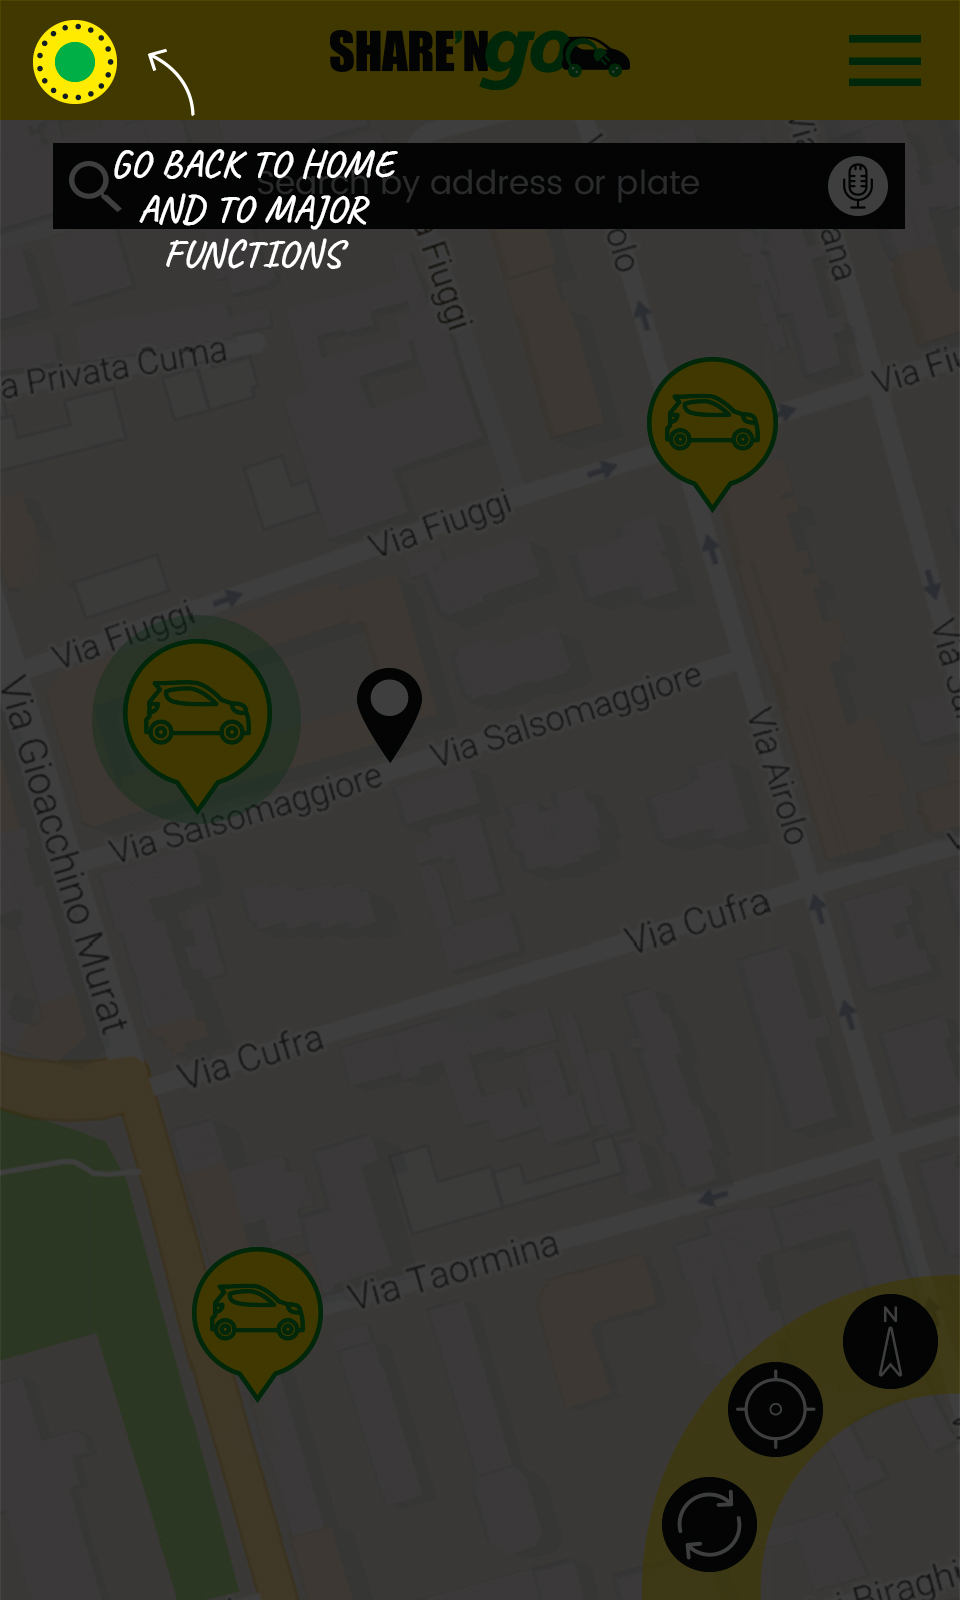 SHARE'NgO
GO BACK TO HOME
AND TO MAJOR
FUNCTIONS
Search by address or plate
a Fiuggi
olo
ana
a Privata Cuma
Via Fiu
Via Fiuggi
Via Fiuggi
Via Salsomaggiore
Via Salsomaggiore
Via Gioacchino Murat
Via Airolo
Via Cufra
Via Cufra
Via Taormina
N
i Biraghi